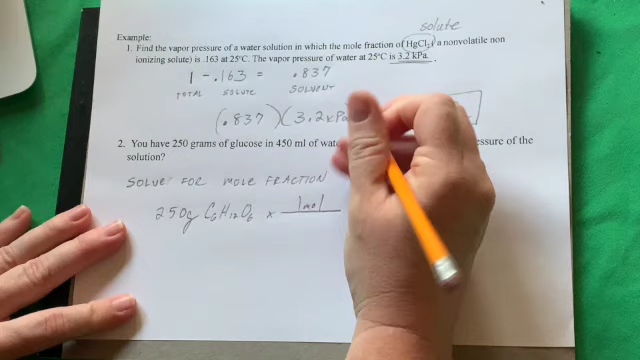 solute
Example:
1. Find the vapor pressure of a water solution in which the mole fraction of HgCl₂ ( a nonvolatile non
ionizing solute) is .163 at 25°C. The vapor pressure of water at 25°C is 3.2 kPa.
1 - .163 = .837
TOTAL SOLUTE SOLVENT
(.837)(3.2kPa
2. You have 250 grams of glucose in 450 ml of ssure of the
solution?
SOLVE FOR MOLE FRACTION
250g C6H12O6 x 1mol